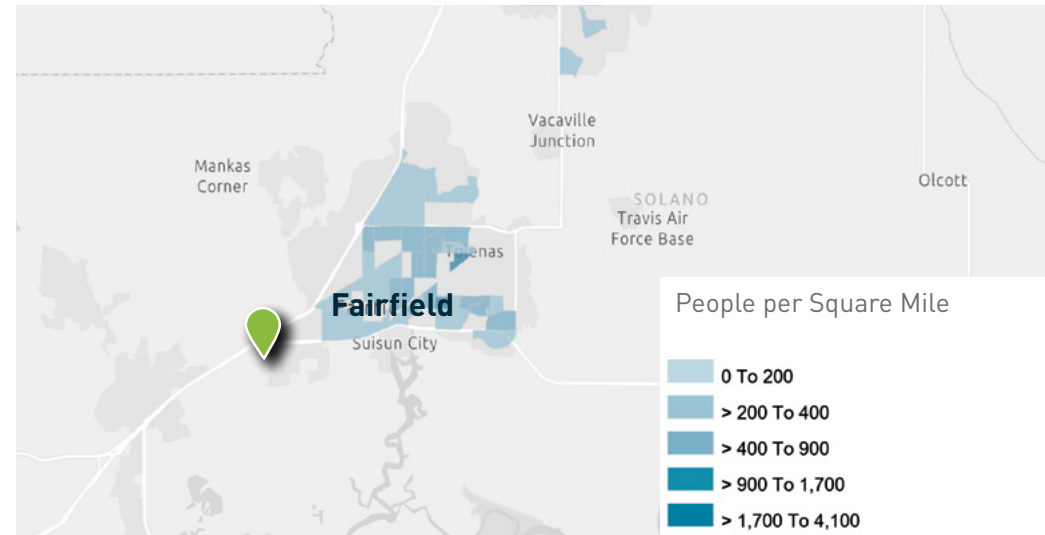 Vacaville
Junction
Mankas
Corner
Olcott
SOLANO
Travis Air
Force Base
Tolenas
Fairfield
Suisun City
People per Square Mile
0 To 200
> 200 To 400
> 400 To 900
> 900 To 1,700
> 1,700 To 4,100